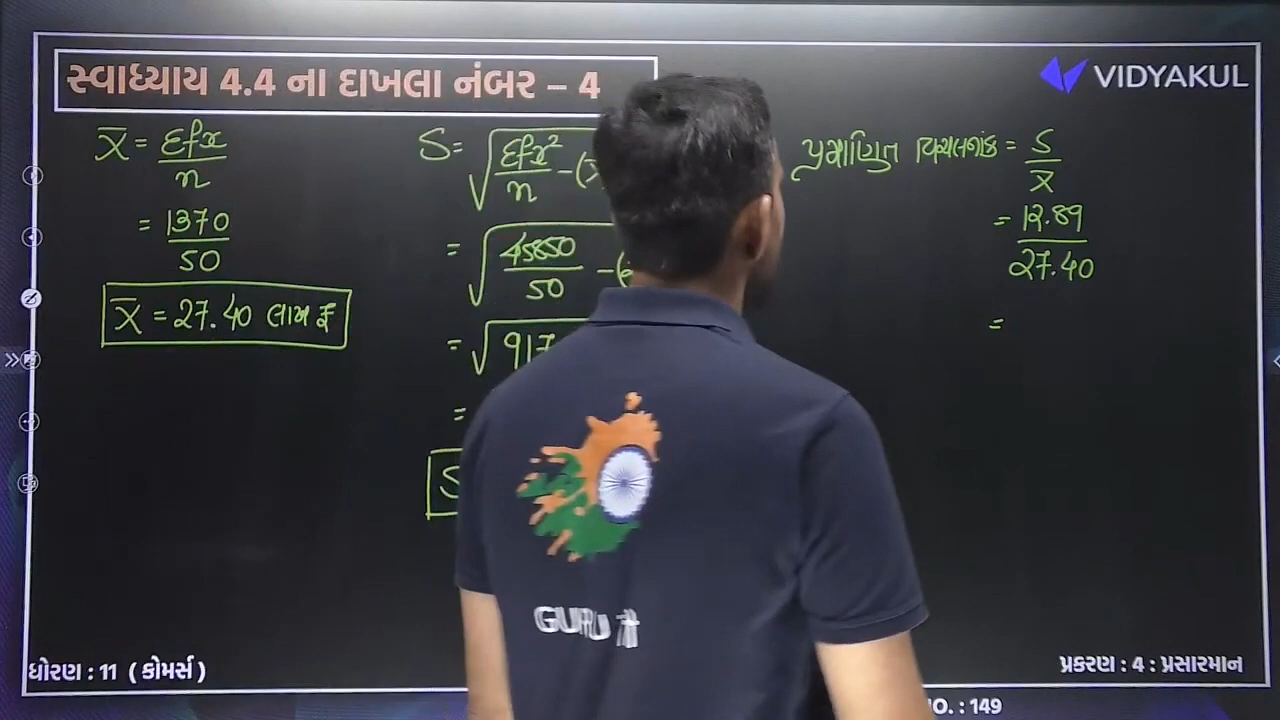 સ્વાધ્યાય 4.4 ના દાખલા નંબર – 4
VIDYAKUL
x̄ = Σfx / n
= 1370 / 50
x̄ = 27.40 લાખ ₹
S = √ Σfx² / n - (x
= √ 45850 / 50 - (
= √ 917
=
S
પ્રમાણિત વિચલનાંક = S / x̄
= 12.89 / 27.40
=
GURU જી
ધોરણ : 11 ( કોમર્સ )
પ્રકરણ : 4 : પ્રસારમાન
NO. : 149